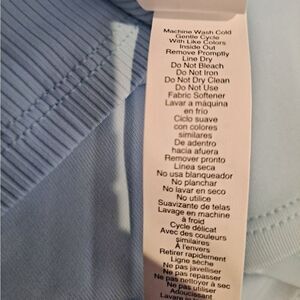 Machine Wash Cold
Gentle Cycle
With Like Colors
Inside Out
Remove Promptly
Line Dry
Do Not Bleach
Do Not Iron
Do Not Dry Clean
Do Not Use
Fabric Softener
Lavar a máquina
en frío
Ciclo suave
con colores
similares
De adentro
hacia afuera
Remover pronto
Línea seca
No usa blanqueador
No planchar
No lavar en seco
No utilice
Suavizante de telas
Lavage en machine
à froid
Cycle délicat
Avec des couleurs
similaires
À l'envers
Retirer rapidement
Ligne sèche
Ne pas javelliser
Ne pas repasser
Ne pas nettoyer à sec
Ne pas utiliser
Adoucissant